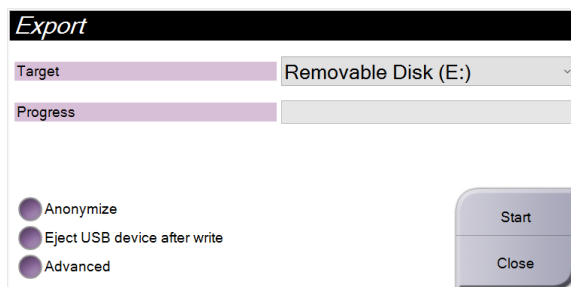 Export
Target
Removable Disk (E:)
Progress
Anonymize
Eject USB device after write
Advanced
Start
Close